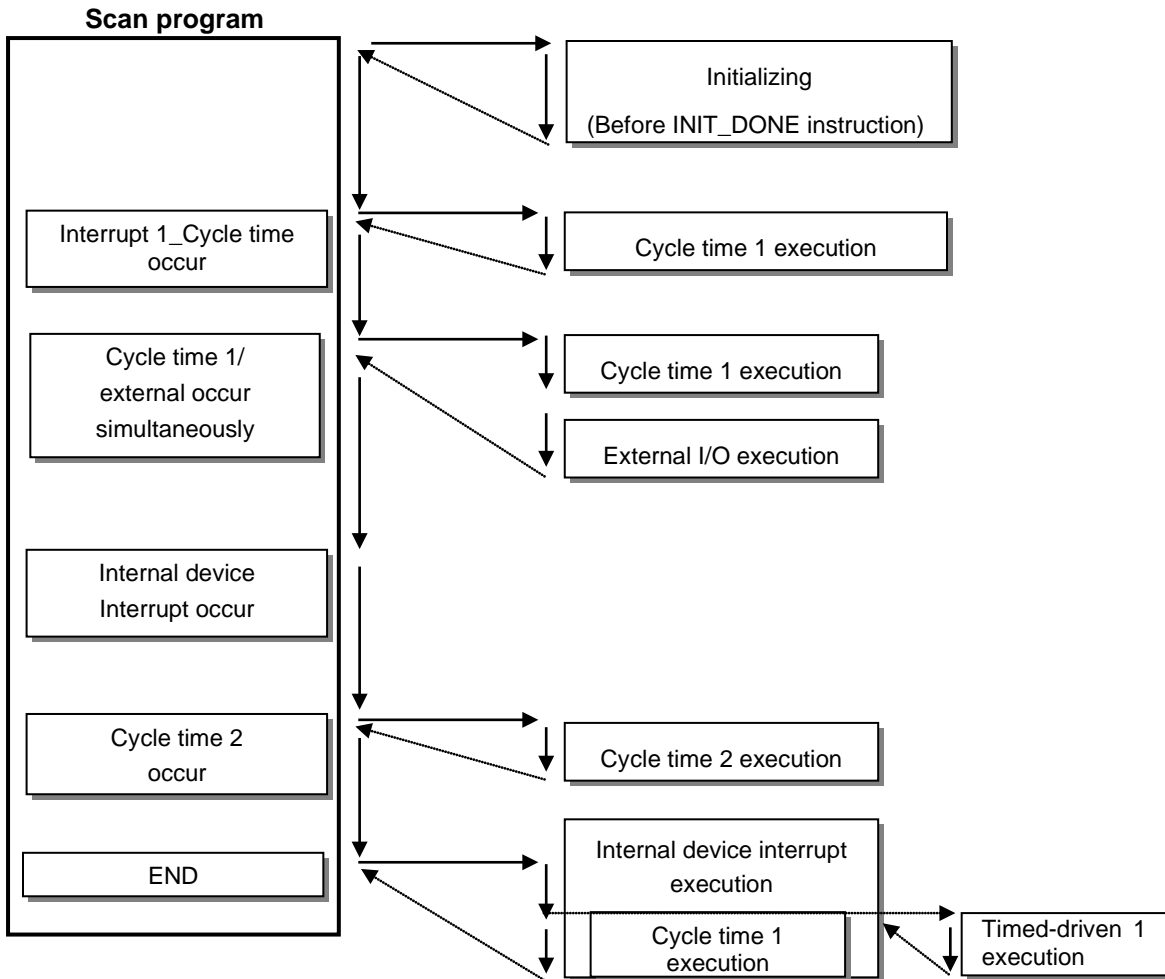 Scan program
Initializing
(Before INIT_DONE instruction)
Interrupt 1_Cycle time
occur
Cycle time 1 execution
Cycle time 1/
external occur
simultaneously
Cycle time 1 execution
External I/O execution
Internal device
Interrupt occur
Cycle time 2
occur
Cycle time 2 execution
END
Internal device interrupt
execution
Cycle time 1
execution
Timed-driven 1
execution